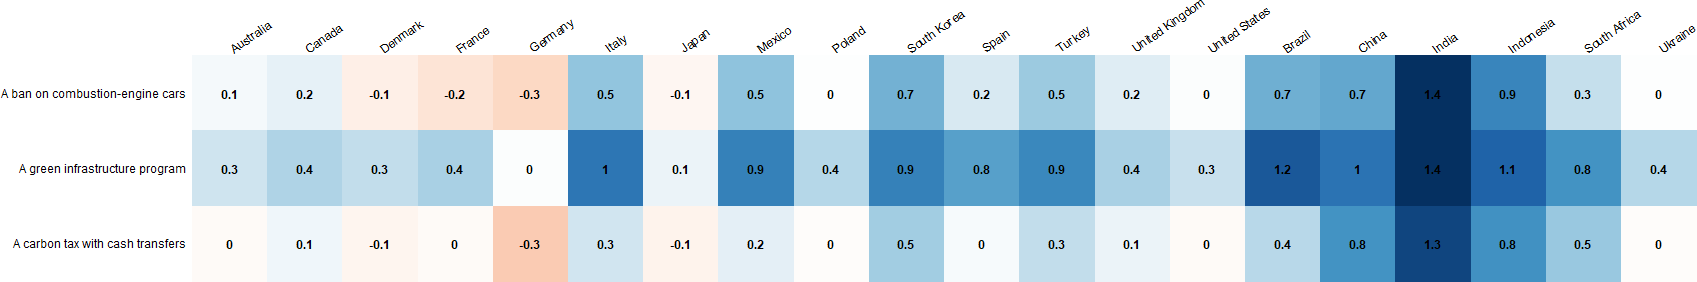 Australia Canada Denmark France Germany Italy Japan Mexico Poland South Korea Spain Turkey United Kingdom United States Brazil China India Indonesia South Africa Ukraine
A ban on combustion-engine cars 0.1 0.2 -0.1 -0.2 -0.3 0.5 -0.1 0.5 0 0.7 0.2 0.5 0.2 0 0.7 0.7 1.4 0.9 0.3 0
A green infrastructure program 0.3 0.4 0.3 0.4 0 1 0.1 0.9 0.4 0.9 0.8 0.9 0.4 0.3 1.2 1 1.4 1.1 0.8 0.4
A carbon tax with cash transfers 0 0.1 -0.1 0 -0.3 0.3 -0.1 0.2 0 0.5 0 0.3 0.1 0 0.4 0.8 1.3 0.8 0.5 0